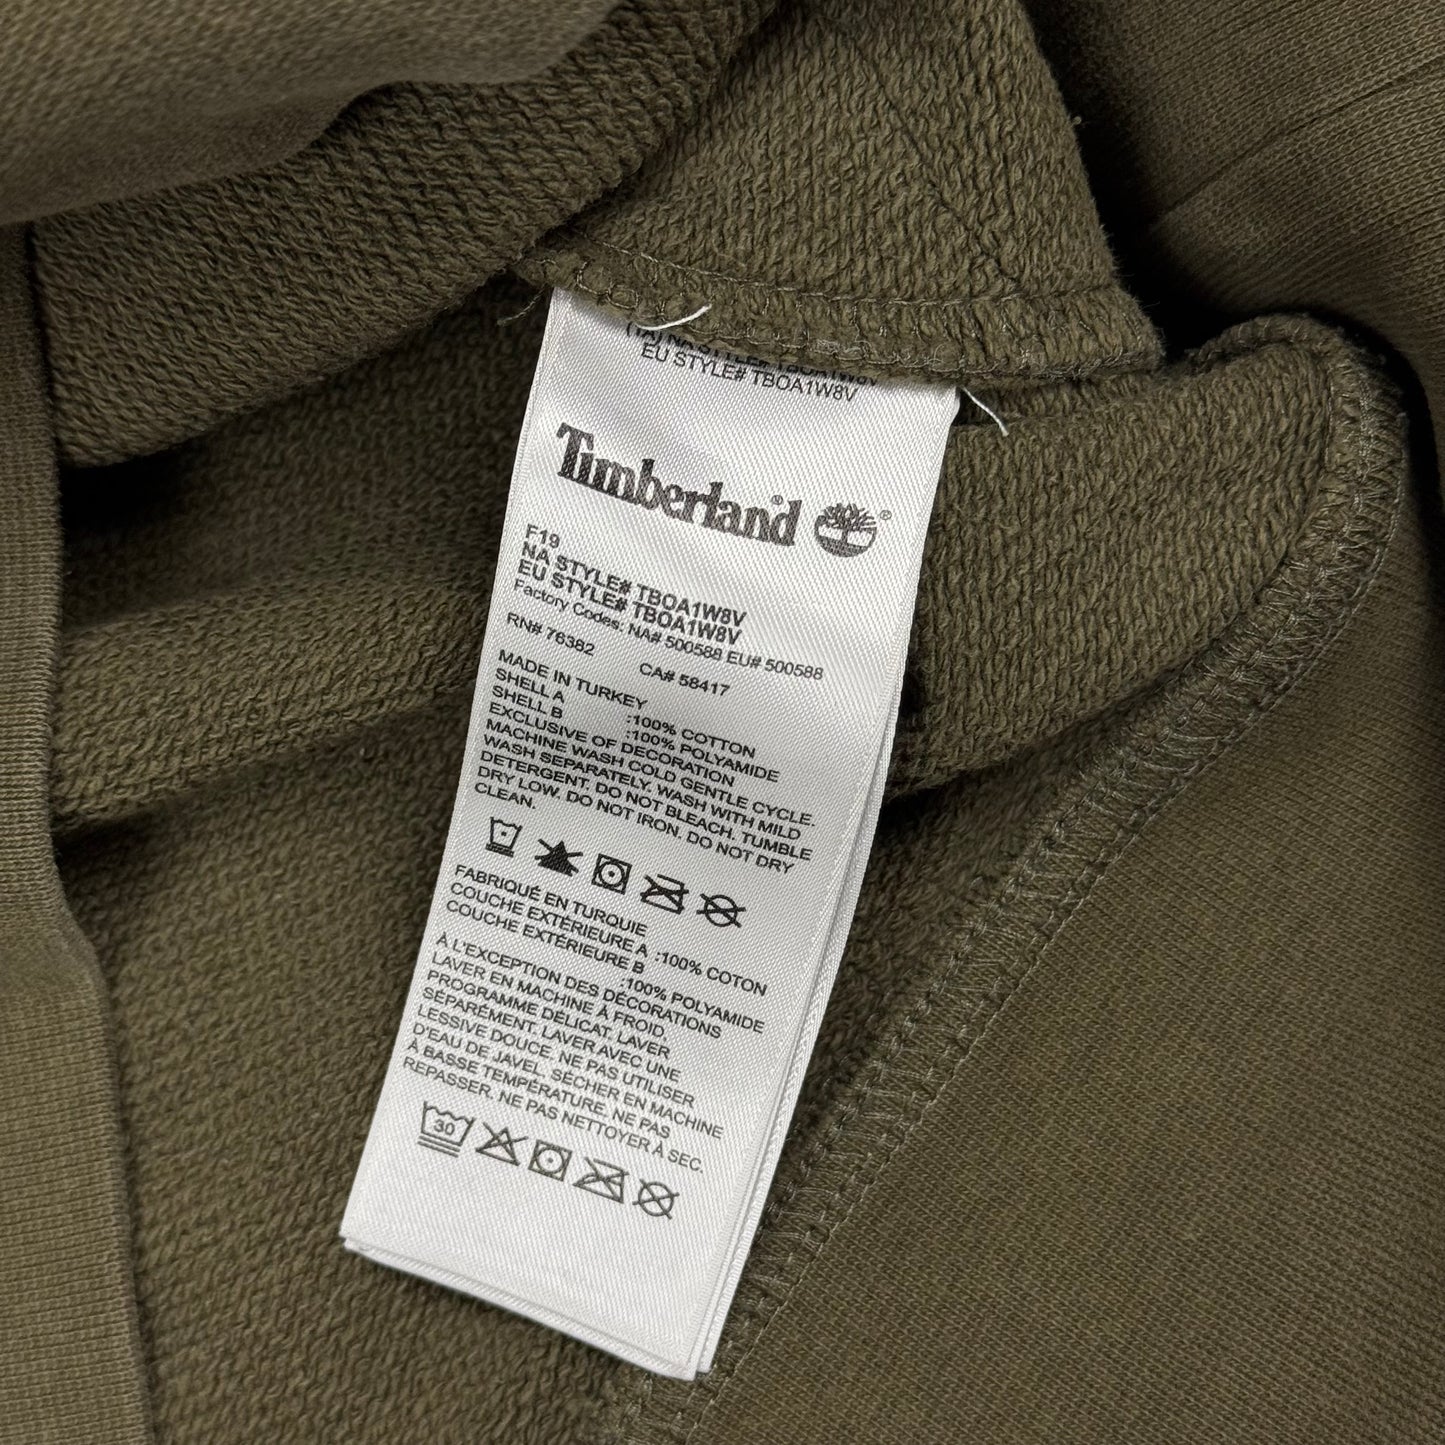 (TA) NA STYLE# TBOA1W8V
EU STYLE# TBOA1W8V
Timberland®
®
F19
NA STYLE# TBOA1W8V
EU STYLE# TBOA1W8V
Factory Codes: NA# 500588 EU# 500588
RN# 76382 CA# 58417
MADE IN TURKEY
SHELL A :100% COTTON
SHELL B :100% POLYAMIDE
EXCLUSIVE OF DECORATION
MACHINE WASH COLD GENTLE CYCLE.
WASH SEPARATELY. WASH WITH MILD
DETERGENT. DO NOT BLEACH. TUMBLE
DRY LOW. DO NOT IRON. DO NOT DRY
CLEAN.
FABRIQUÉ EN TURQUIE
COUCHE EXTÉRIEURE A :100% COTON
COUCHE EXTÉRIEURE B :100% POLYAMIDE
À L'EXCEPTION DES DÉCORATIONS
LAVER EN MACHINE À FROID,
PROGRAMME DÉLICAT, LAVER
SÉPARÉMENT. LAVER AVEC UNE
LESSIVE DOUCE. NE PAS UTILISER
D'EAU DE JAVEL. SÉCHER EN MACHINE
À BASSE TEMPÉRATURE. NE PAS
REPASSER. NE PAS NETTOYER À SEC.
30